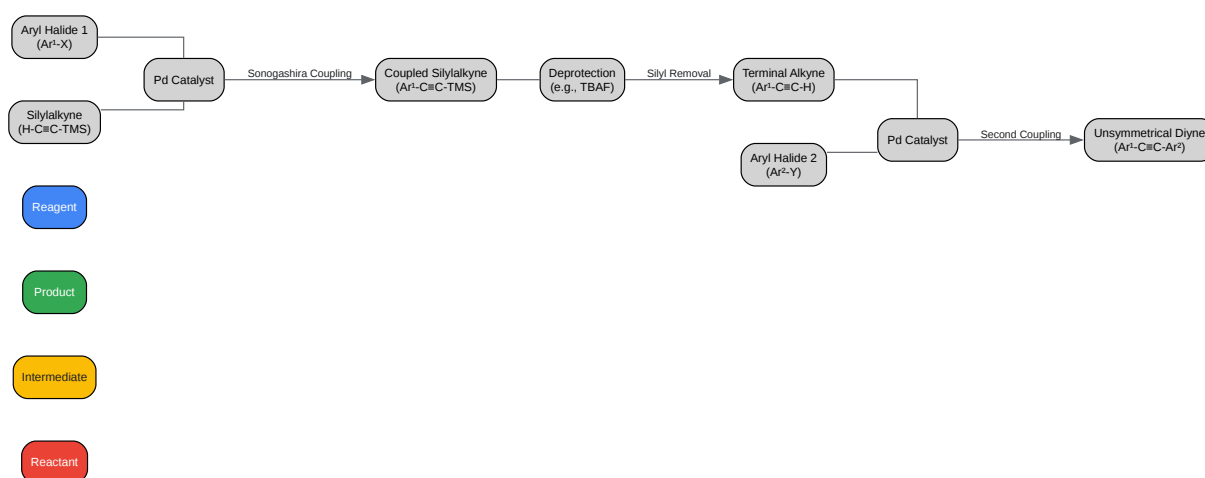 Aryl Halide 1
(Ar¹-X)
Silylalkyne
(H-C≡C-TMS)
Pd Catalyst
Sonogashira Coupling
Coupled Silylalkyne
(Ar¹-C≡C-TMS)
Deprotection
(e.g., TBAF)
Silyl Removal
Terminal Alkyne
(Ar¹-C≡C-H)
Aryl Halide 2
(Ar²-Y)
Pd Catalyst
Second Coupling
Unsymmetrical Diyne
(Ar¹-C≡C-Ar²)
Reagent
Product
Intermediate
Reactant